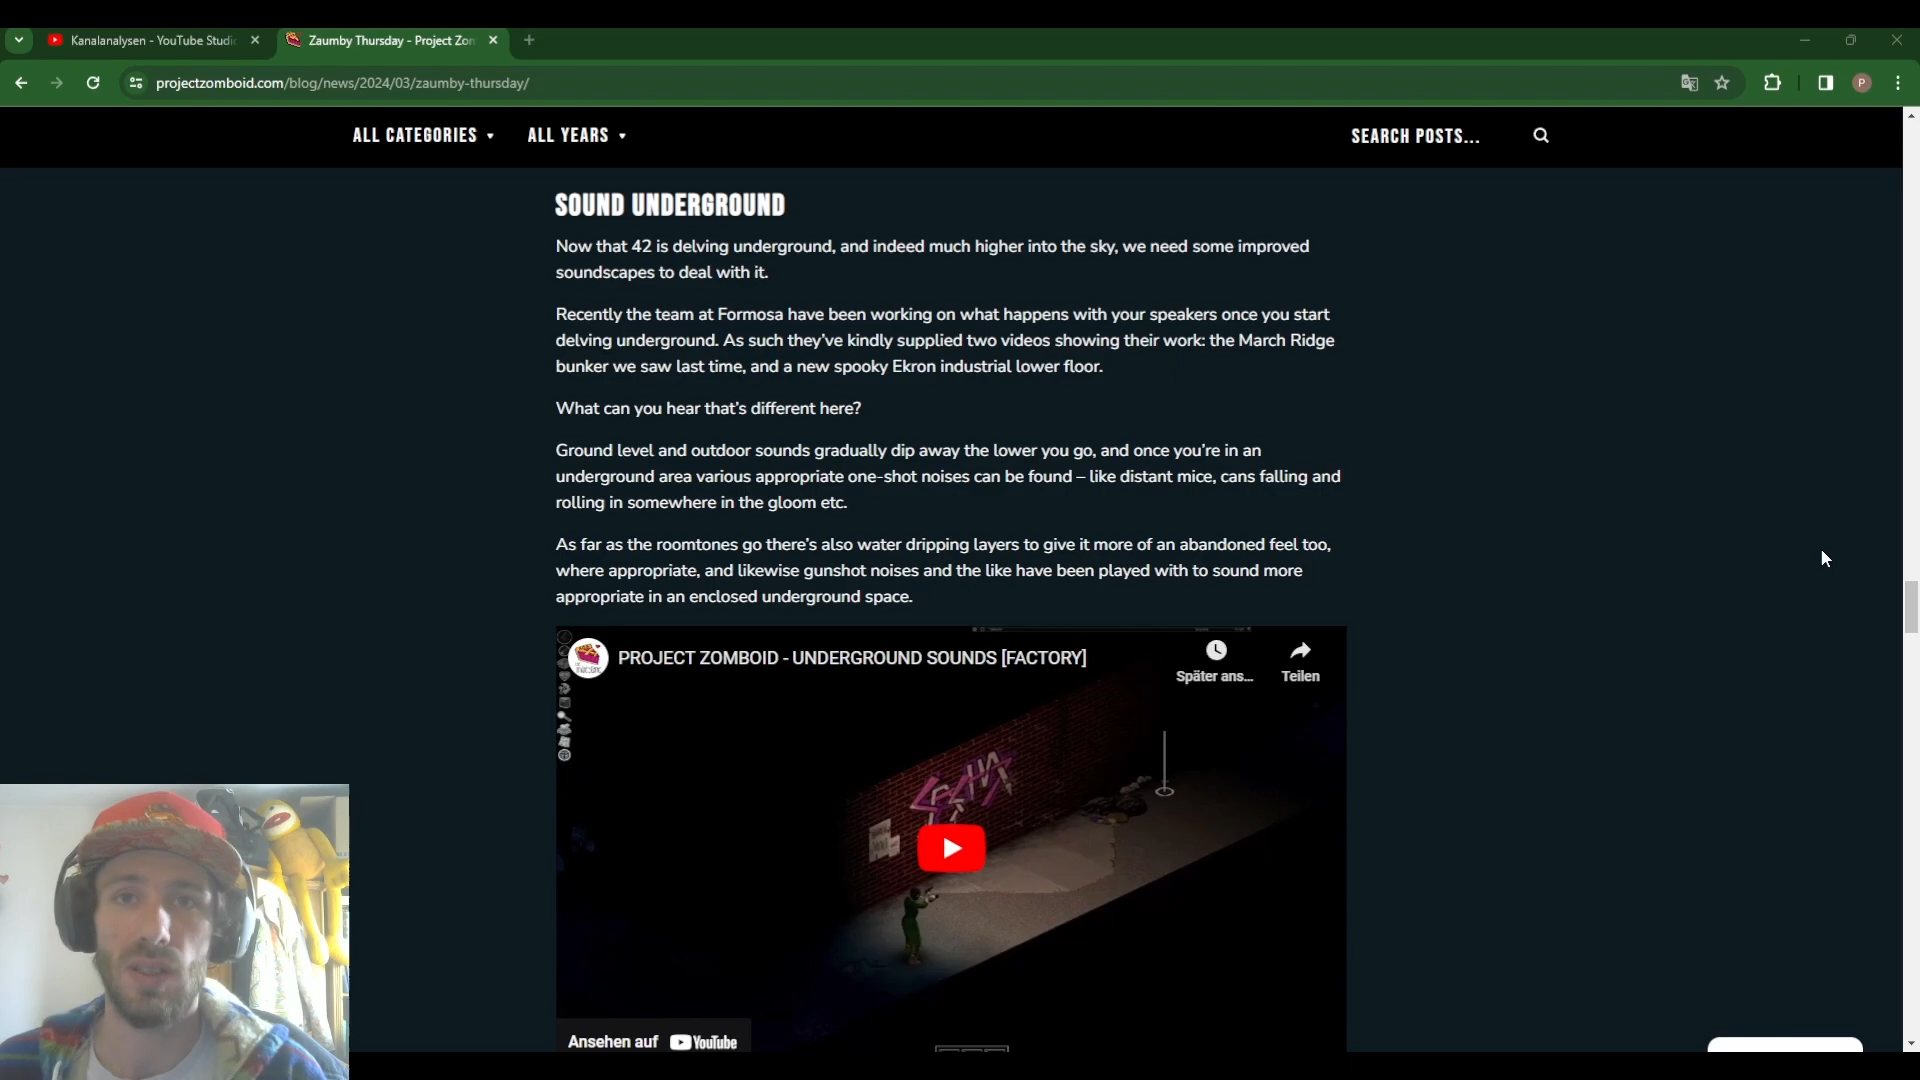 Kanalanalysen - YouTube Studi
Zaumby Thursday - Project Zon
projectzomboid.com/blog/news/2024/03/zaumby-thursday/
P
ALL CATEGORIES
ALL YEARS
SEARCH POSTS...
SOUND UNDERGROUND
Now that 42 is delving underground, and indeed much higher into the sky, we need some improved
soundscapes to deal with it.
Recently the team at Formosa have been working on what happens with your speakers once you start
delving underground. As such they’ve kindly supplied two videos showing their work: the March Ridge
bunker we saw last time, and a new spooky Ekron industrial lower floor.
What can you hear that’s different here?
Ground level and outdoor sounds gradually dip away the lower you go, and once you’re in an
underground area various appropriate one-shot noises can be found – like distant mice, cans falling and
rolling in somewhere in the gloom etc.
As far as the roomtones go there’s also water dripping layers to give it more of an abandoned feel too,
where appropriate, and likewise gunshot noises and the like have been played with to sound more
appropriate in an enclosed underground space.
PROJECT ZOMBOID - UNDERGROUND SOUNDS [FACTORY]
Später ans...
Teilen
Ansehen auf YouTube